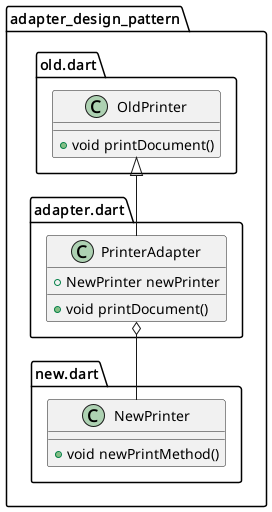 adapter_design_pattern
old.dart
C OldPrinter
void printDocument()
adapter.dart
C PrinterAdapter
NewPrinter newPrinter
void printDocument()
new.dart
C NewPrinter
void newPrintMethod()